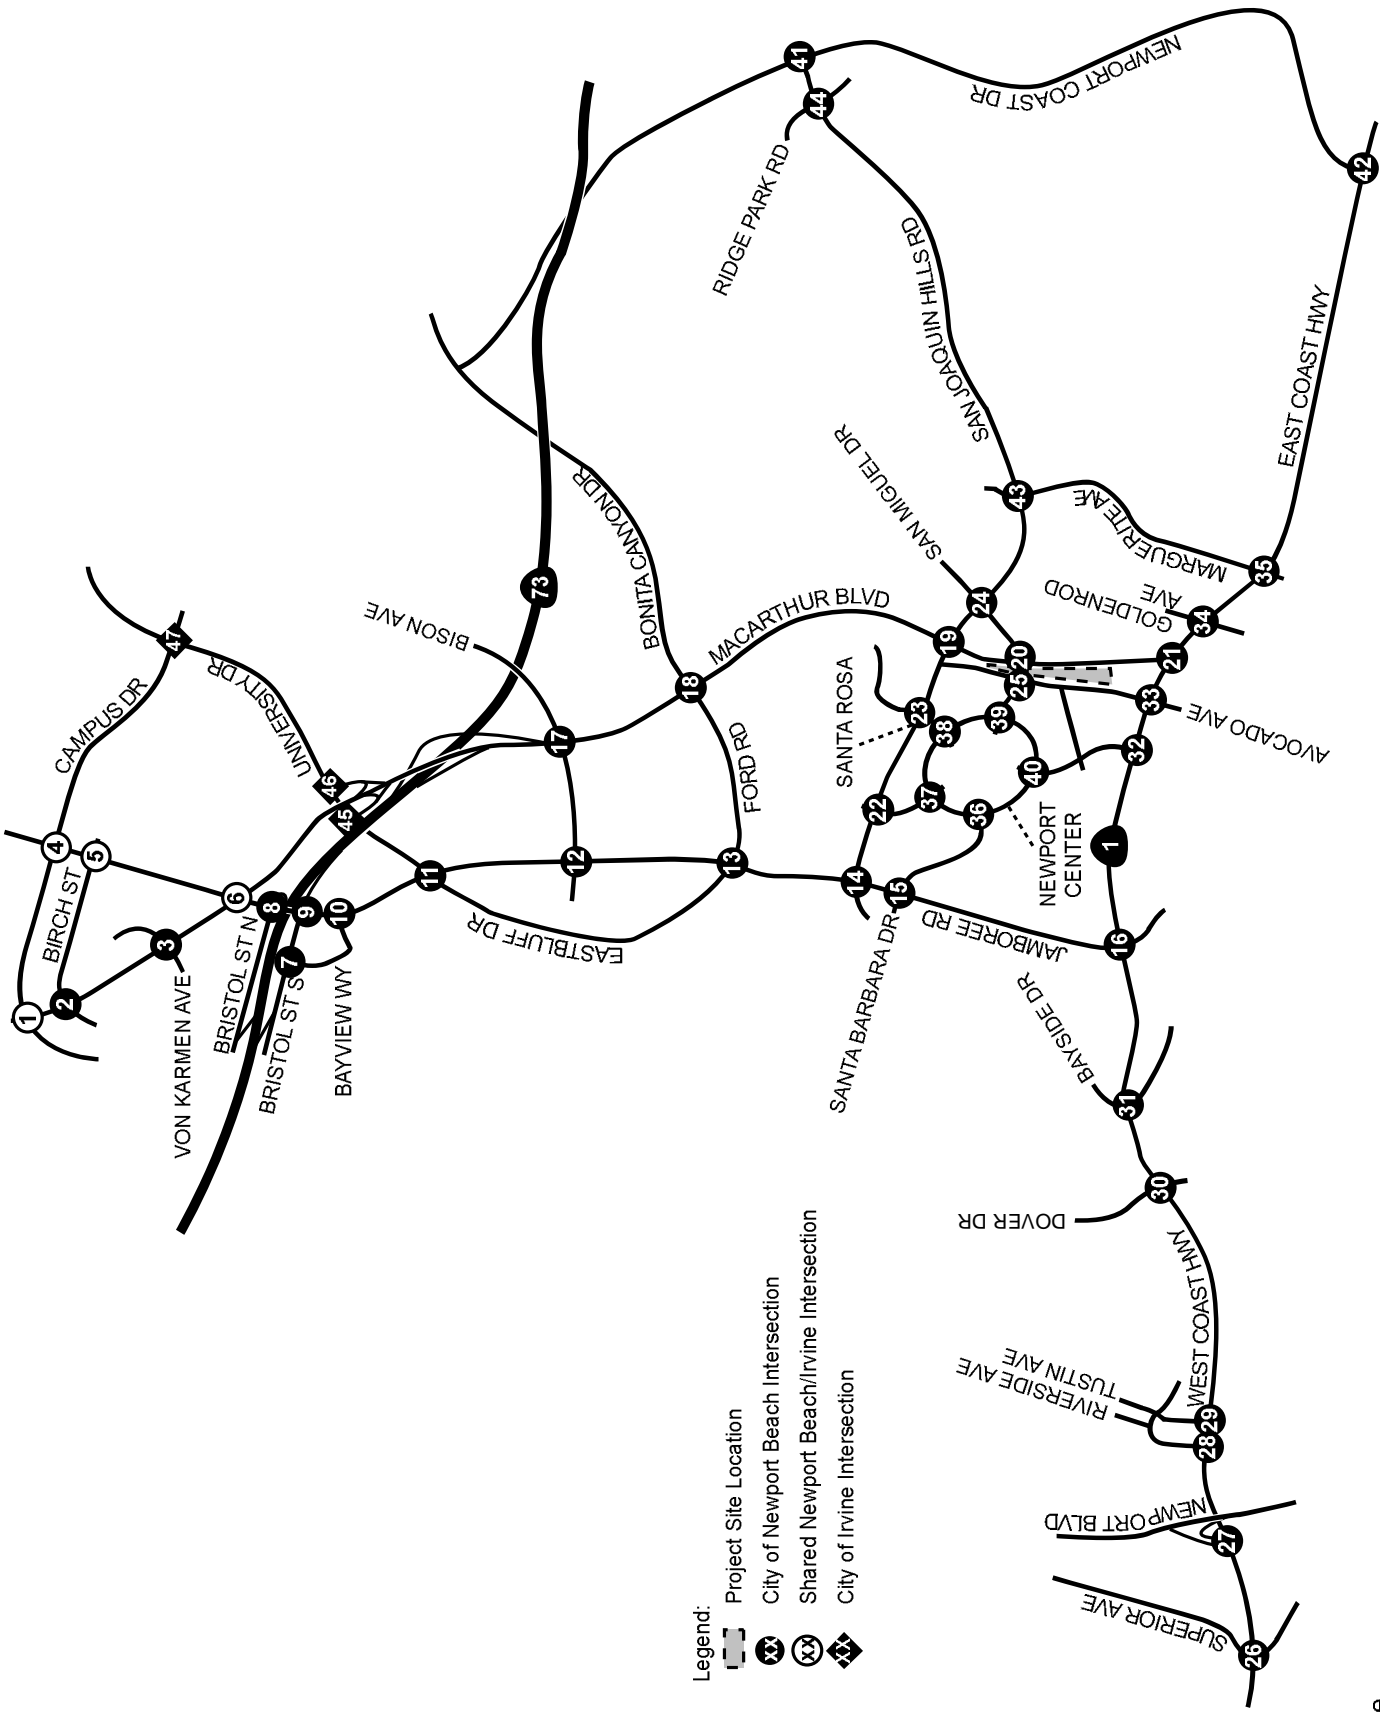 CAMPUS DR
UNIVERSITY DR
BIRCH ST
VON KARMEN AVE
BRISTOL ST N
BRISTOL ST S
BAYVIEW WY
BISON AVE
BONITA CANYON DR
MACARTHUR BLVD
FORD RD
EASTBLUFF DR
JAMBOREE RD
SANTA BARBARA DR
SANTA ROSA
NEWPORT
CENTER
SAN MIGUEL DR
SAN JOAQUIN HILLS RD
RIDGE PARK RD
NEWPORT COAST DR
MARGUERITE AVE
GOLDENROD
AVE
AVOCADO AVE
EAST COAST HWY
BAYSIDE DR
DOVER DR
WEST COAST HWY
TUSTIN AVE
RIVERSIDE AVE
NEWPORT BLVD
SUPERIOR AVE
1
2
3
4
5
6
7
8
9
10
11
12
13
14
15
16
17
18
19
20
21
22
23
24
25
26
27
28
29
30
31
32
33
34
35
36
37
38
39
40
41
42
43
44
45
46
47
73
1
Legend:
Project Site Location
XX City of Newport Beach Intersection
XX Shared Newport Beach/Irvine Intersection
XX City of Irvine Intersection